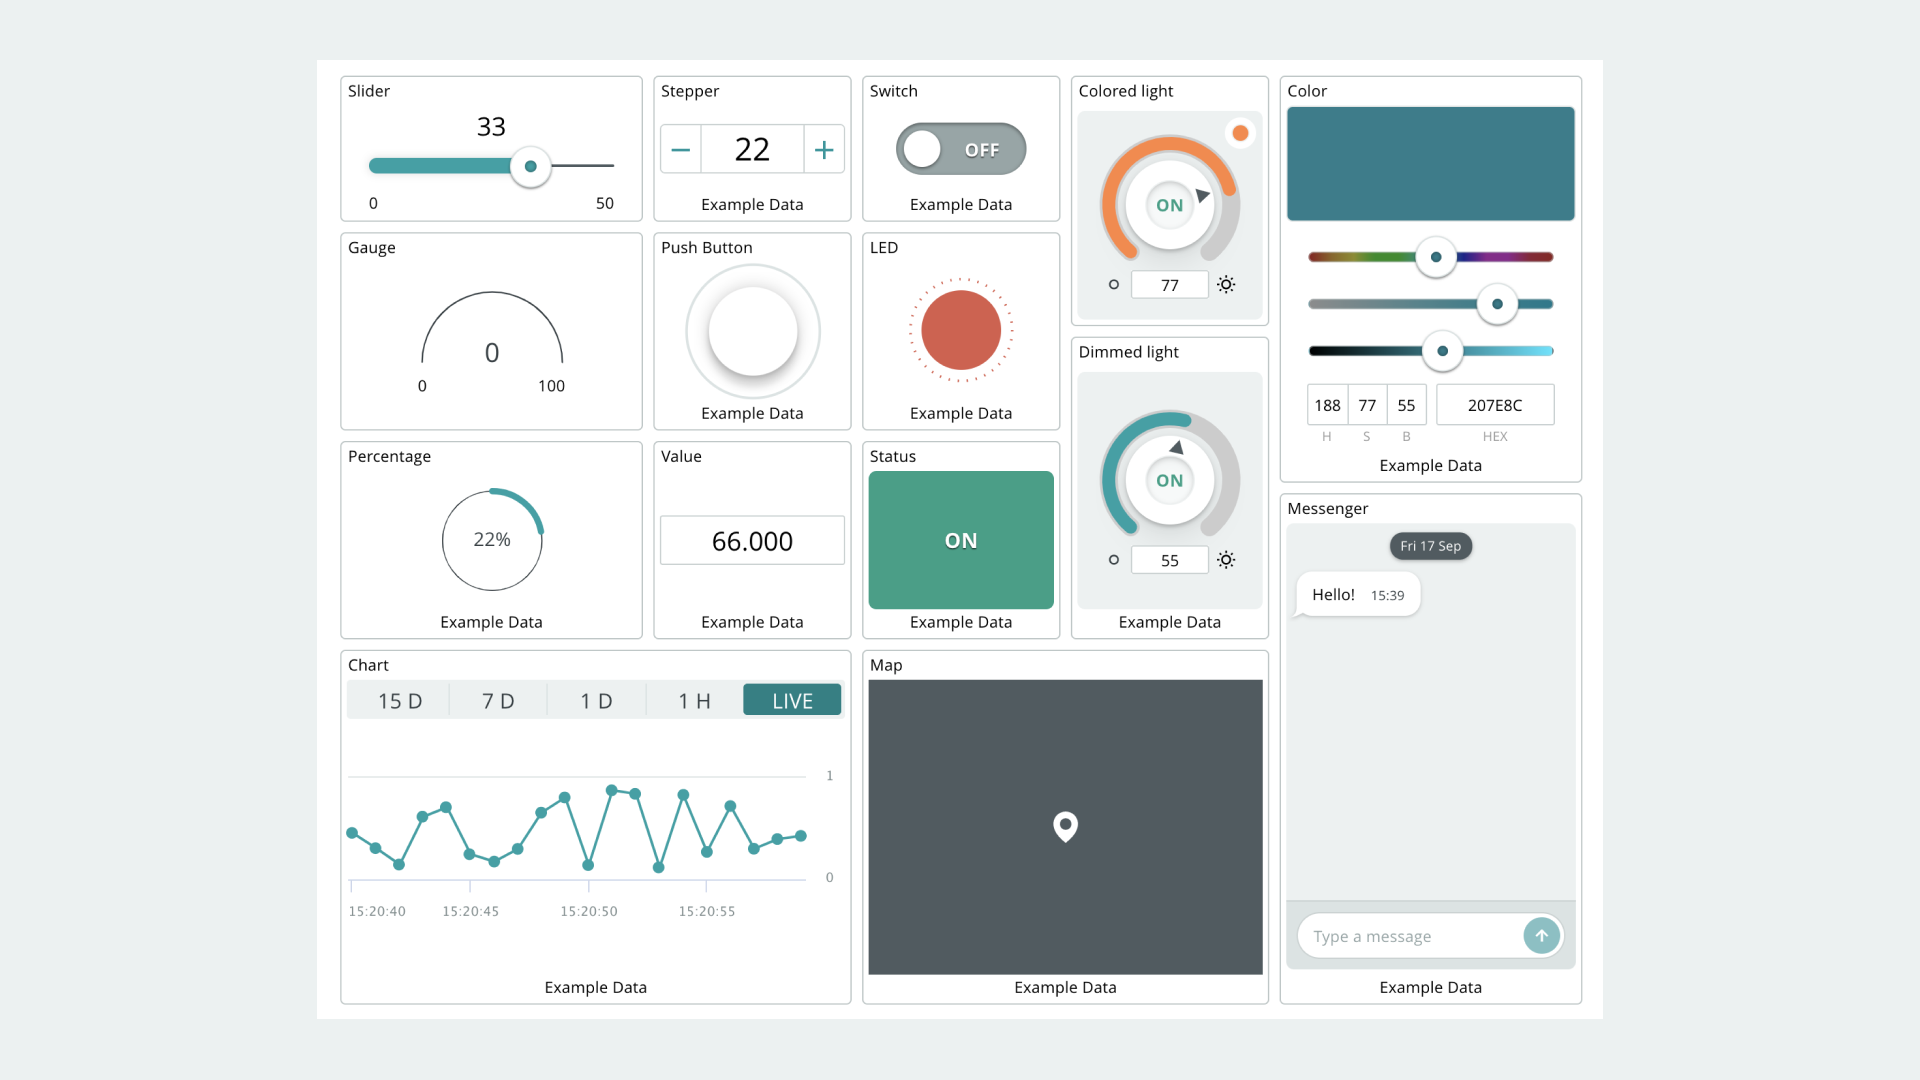 Slider
33
0 50
Stepper
22
Example Data
Switch
OFF
Example Data
Colored light
ON
77
Color
188 77 55 207E8C
H S B HEX
Example Data
Gauge
0
0 100
Push Button
Example Data
LED
Example Data
Dimmed light
ON
55
Example Data
Percentage
22%
Example Data
Value
66.000
Example Data
Status
ON
Example Data
Messenger
Fri 17 Sep
Hello! 15:39
Type a message
Example Data
Chart
15 D 7 D 1 D 1 H LIVE
1
0
15:20:40 15:20:45 15:20:50 15:20:55
Example Data
Map
Example Data